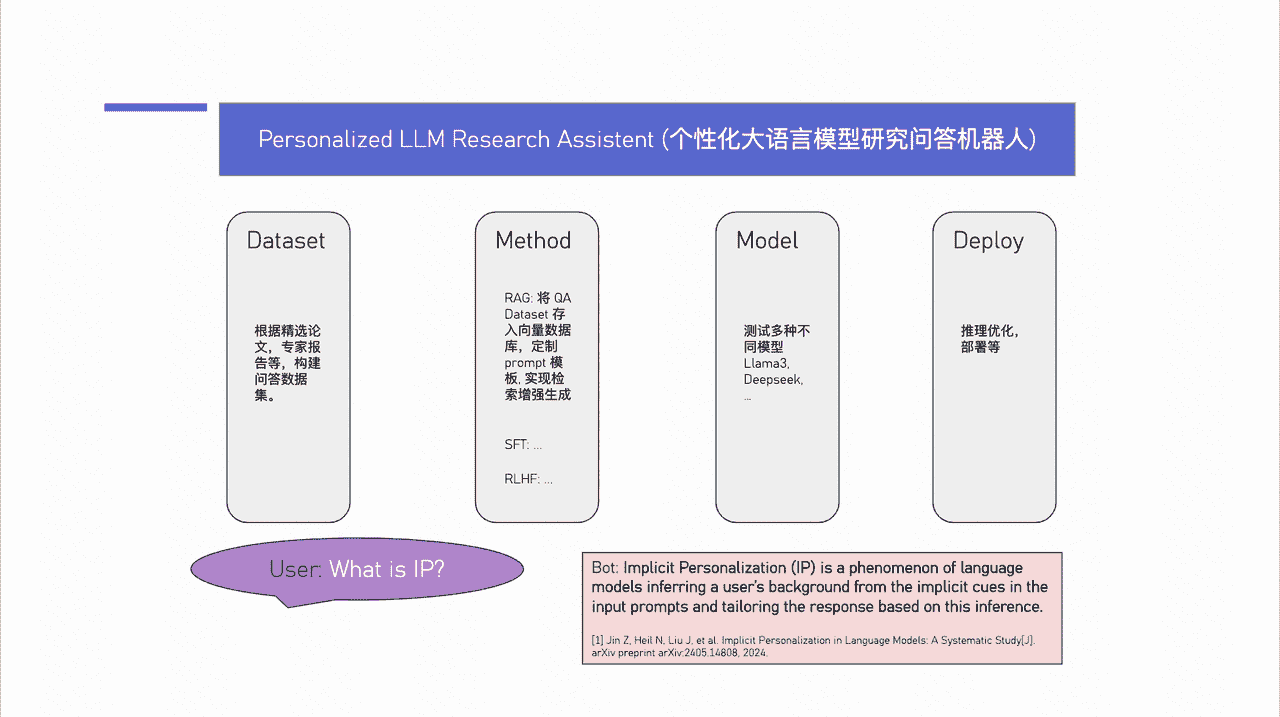 Personalized LLM Research Assistent (个性化大语言模型研究问答机器人)
Dataset
根据精选论
文，专家报
告等，构建
问答数据
集。
Method
RAG: 将 QA
Dataset 存
入向量数据
库，定制
prompt 模
板, 实现检
索增强生成
SFT: ...
RLHF: ...
Model
测试多种不
同模型
Llama3,
Deepseek,
...
Deploy
推理优化，
部署等
User: What is IP?
Bot: Implicit Personalization (IP) is a phenomenon of language
models inferring a user's background from the implicit cues in the
input prompts and tailoring the response based on this inference.
[1] Jin Z, Heil N, Liu J, et al. Implicit Personalization in Language Models: A Systematic Study[J].
arXiv preprint arXiv:2405.14808, 2024.